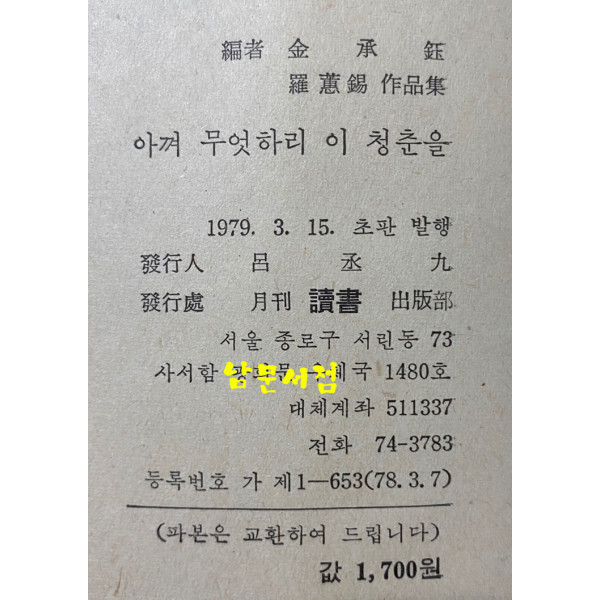 編者 金承鈺
羅蕙錫 作品集
아껴 무엇하리 이 청춘을
1979. 3. 15. 초판 발행
發行人 呂丞九
發行處 月刊 讀書 出版部
서울 종로구 서린동 73
사서함 1480호
남문서점
대체계좌 511337
전화 74-3783
등록번호 가 제1—653(78.3.7)
(파본은 교환하여 드립니다)
값 1,700원